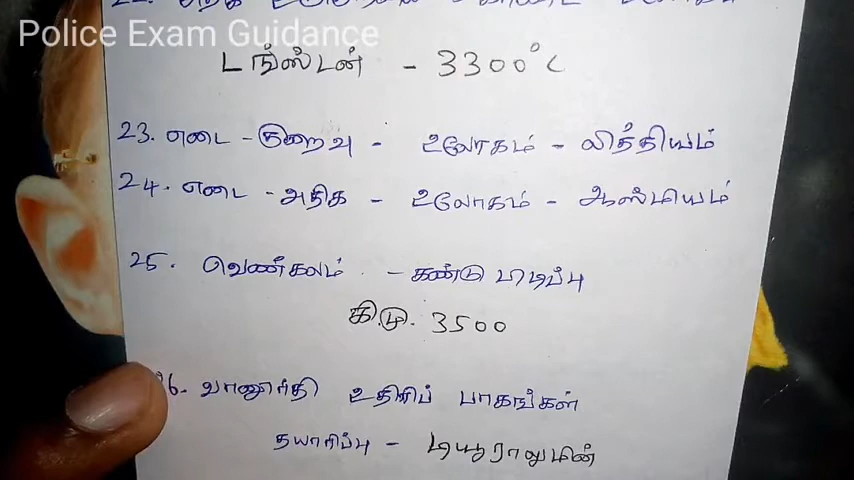 Police Exam Guidance
டங்ஸ்டன் - 3300°C
23. எடை - குறைவு - உலோகம் - லித்தியம்
24. எடை - அதிக - உலோகம் - ஆஸ்மியம்
25. வெண்கலம் - கண்டு பிடிப்பு
கி.மு. 3500
26. வானூர்தி உதிரிப் பாகங்கள்
தயாரிப்பு - டியூராலுமின்